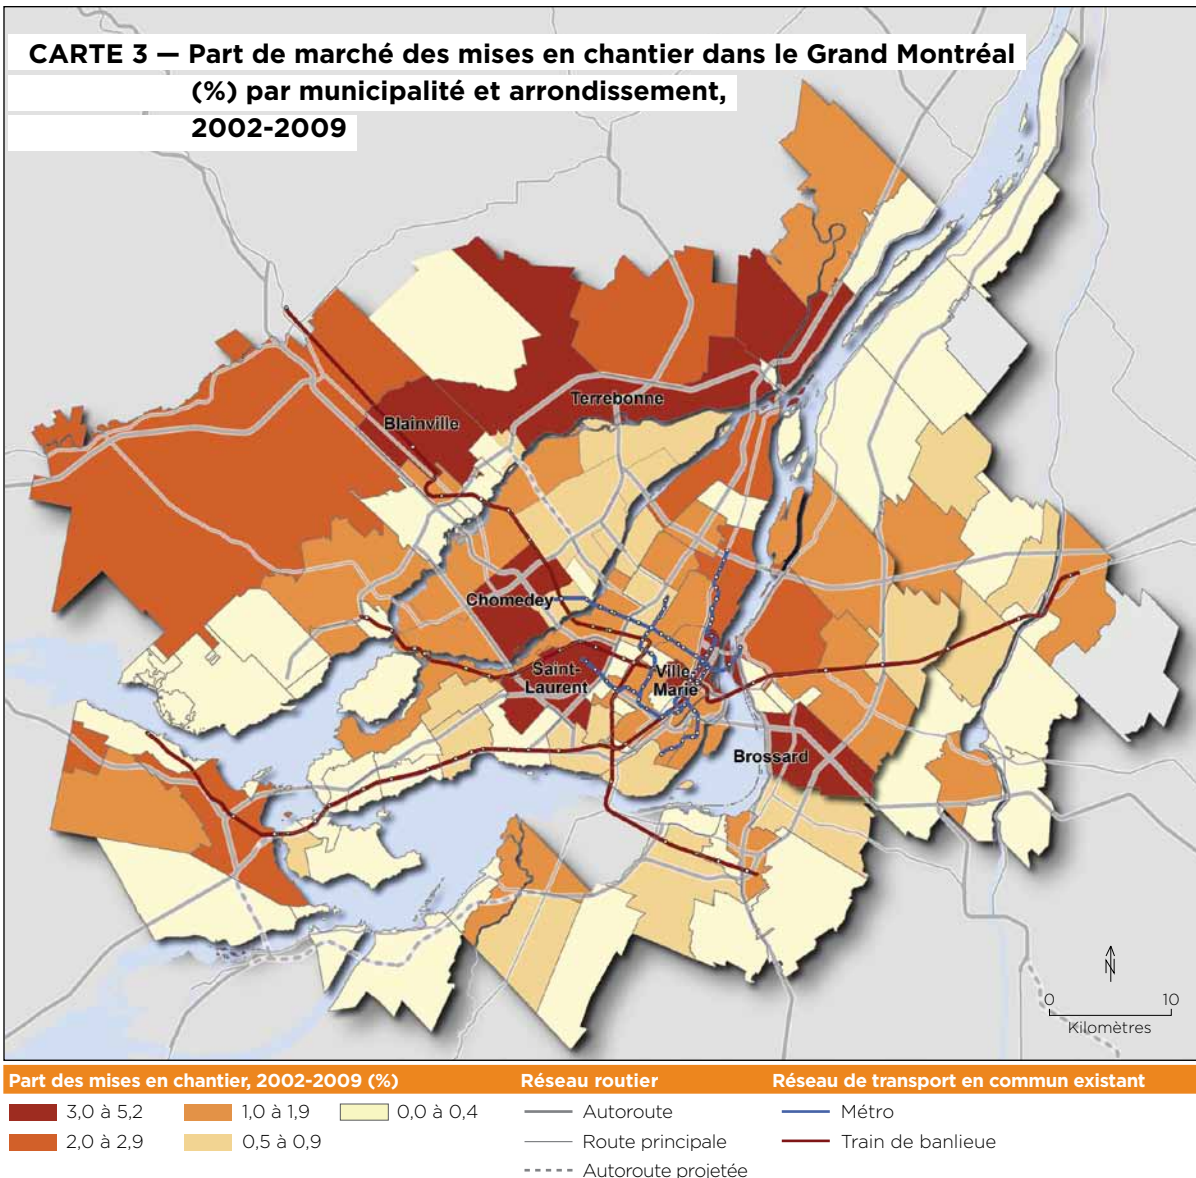 CARTE 3 — Part de marché des mises en chantier dans le Grand Montréal
(%) par municipalité et arrondissement,
2002-2009
Terrebonne
Blainville
Chomedey
Saint-
Laurent
Ville-
Marie
Brossard
N
0 10
Kilomètres
Part des mises en chantier, 2002-2009 (%)
3,0 à 5,2
2,0 à 2,9
1,0 à 1,9
0,5 à 0,9
0,0 à 0,4
Réseau routier
Autoroute
Route principale
Autoroute projetée
Réseau de transport en commun existant
Métro
Train de banlieue